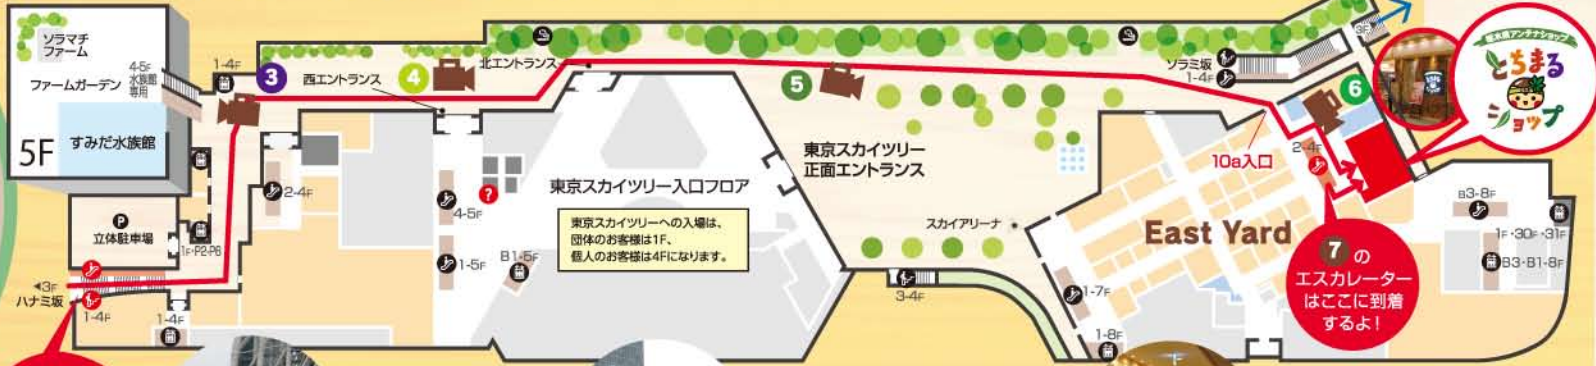 ソラマチ
ファーム
ファームガーデン
4-5F
水族館
専用
5F
すみだ水族館
1-4F
3
西エントランス
4
北エントランス
5
ソラミ坂
1-4F
3F
6
栃木県アンテナショップ
とちまる
ショップ
P
立体駐車場
1F・P2-P6
2-4F
4-5F
?
1-5F
B1-5F
東京スカイツリー入口フロア
東京スカイツリーへの入場は、
団体のお客様は1F、
個人のお客様は4Fになります。
東京スカイツリー
正面エントランス
スカイアリーナ
3-4F
10a入口
2-4F
East Yard
7の
エスカレーター
はここに到着
するよ!
B3-8F
1F・30F・31F
B3・B1-8F
1-7F
1-8F
◀3F
ハナミ坂
1-4F
1-4F